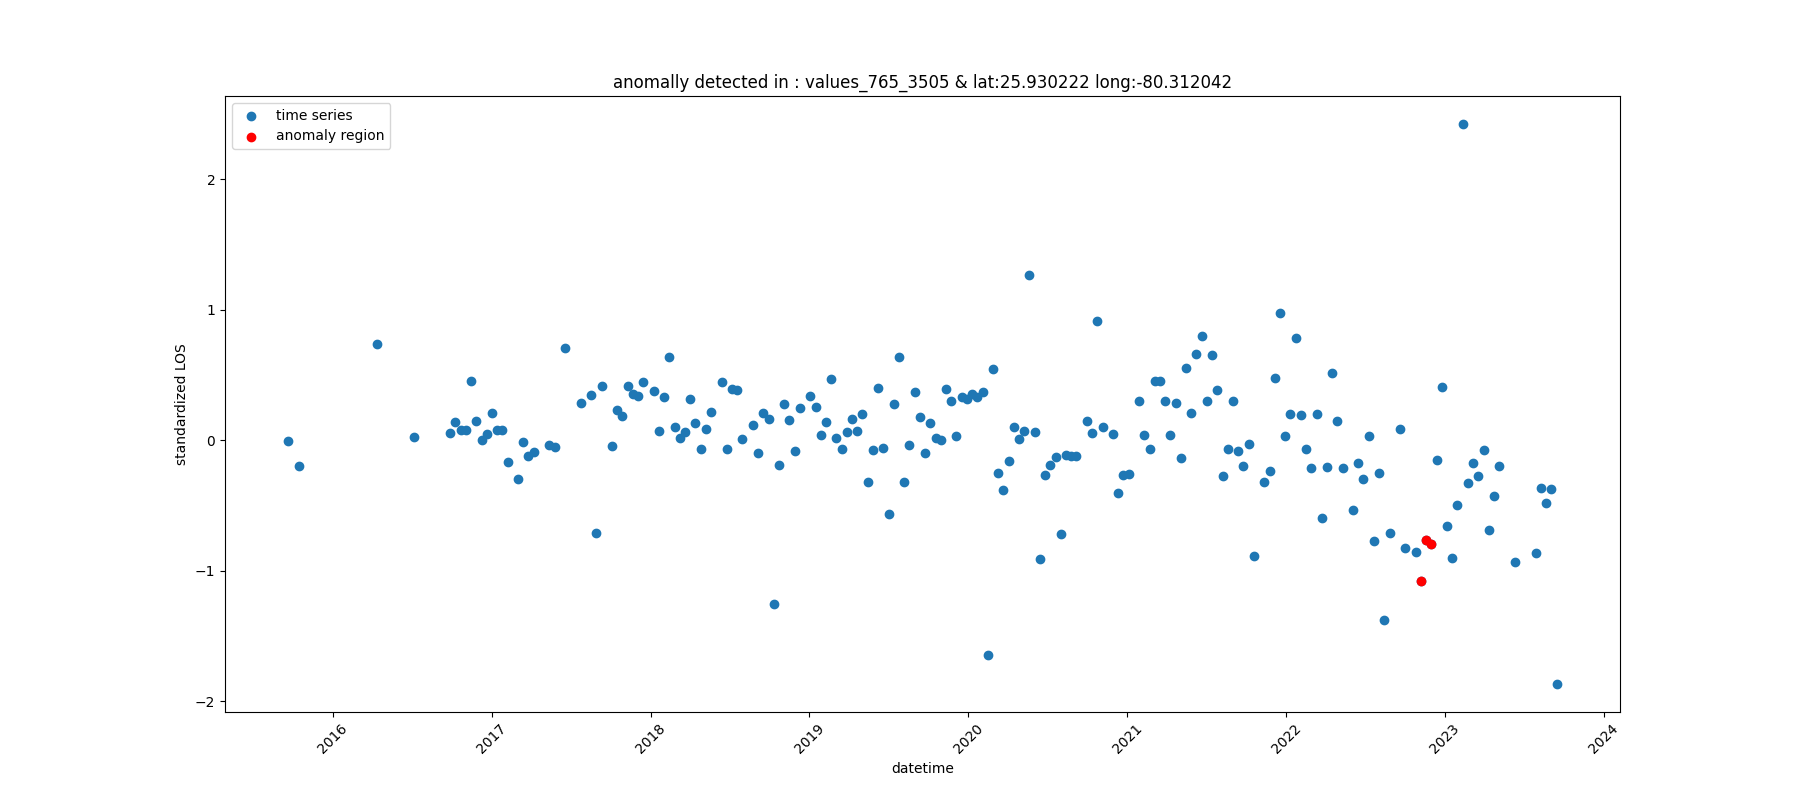 anomally detected in : values_765_3505 & lat:25.930222 long:-80.312042
time series
anomaly region
standardized LOS
2
1
0
−1
−2
2016
2017
2018
2019
2020
2021
2022
2023
2024
datetime